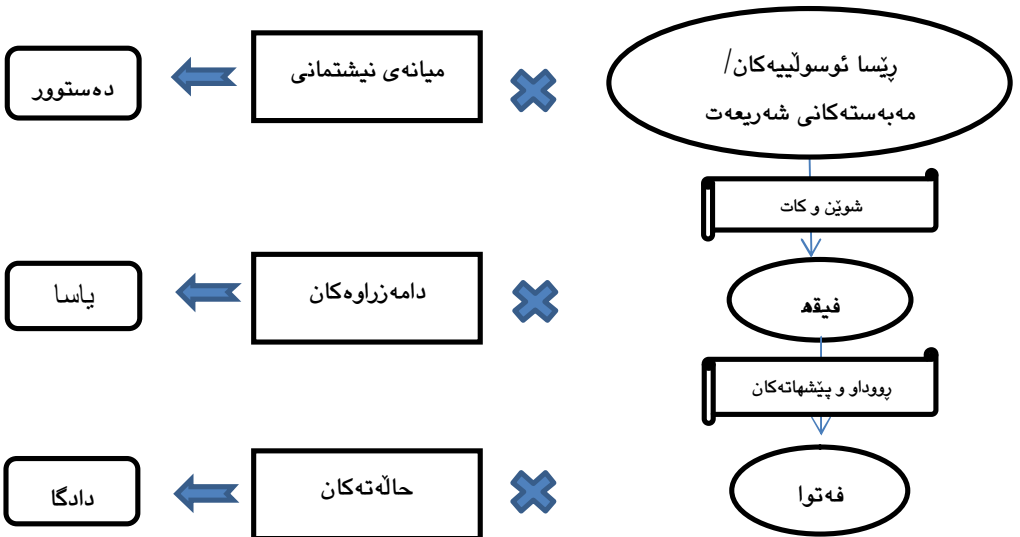 ڕێسا ئوسوڵییەکان/
مەبەستەکانی شەریعەت
میانەی نیشتمانی
دەستوور
شوێن و کات
فیقھ
دامەزراوەکان
یاسا
ڕووداو و پێشهاتەکان
فەتوا
حاڵەتەکان
دادگا